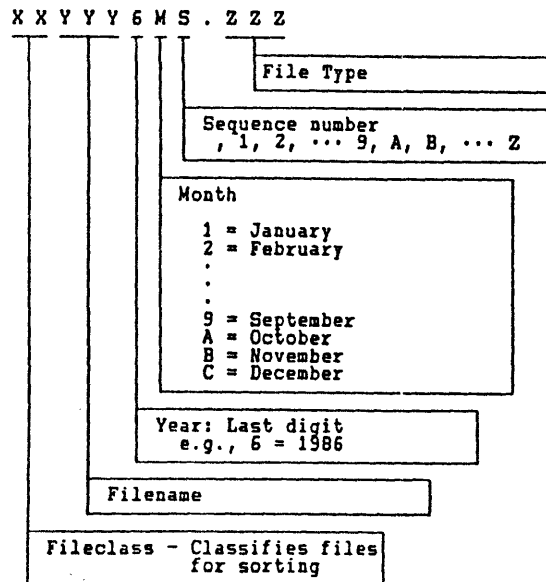 X X Y Y Y 6 M S . Z Z Z
File Type
Sequence number
, 1, 2, ... 9, A, B, ... Z
Month
1 = January
2 = February
.
.
.
9 = September
A = October
B = November
C = December
Year: Last digit
e.g., 6 = 1986
Filename
Fileclass - Classifies files
for sorting